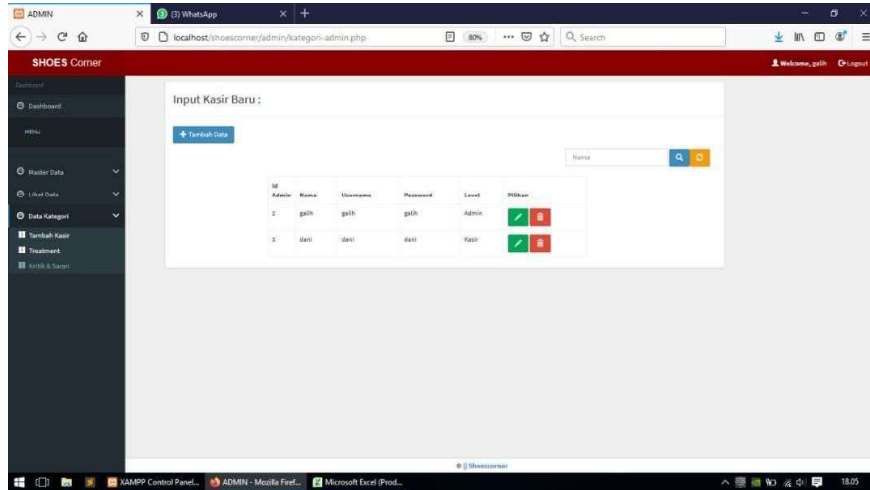 ADMIN
(3) WhatsApp
localhost/shoescorner/admin/kategori-admin.php
80%
Search
SHOES Corner
Welcome, galih
Logout
Dashboard
Dashboard
MENU
Master Data
Lihat Data
Data Kategori
Tambah Kasir
Treatment
Kritik & Saran
Input Kasir Baru :
Tambah Data
Nama
Id Admin Nama Username Password Level Pilihan
2 galih galih galih Admin
3 dani dani dani Kasir
© || Shoescorner
XAMPP Control Panel...
ADMIN - Mozilla Firef...
Microsoft Excel (Prod...
18.05